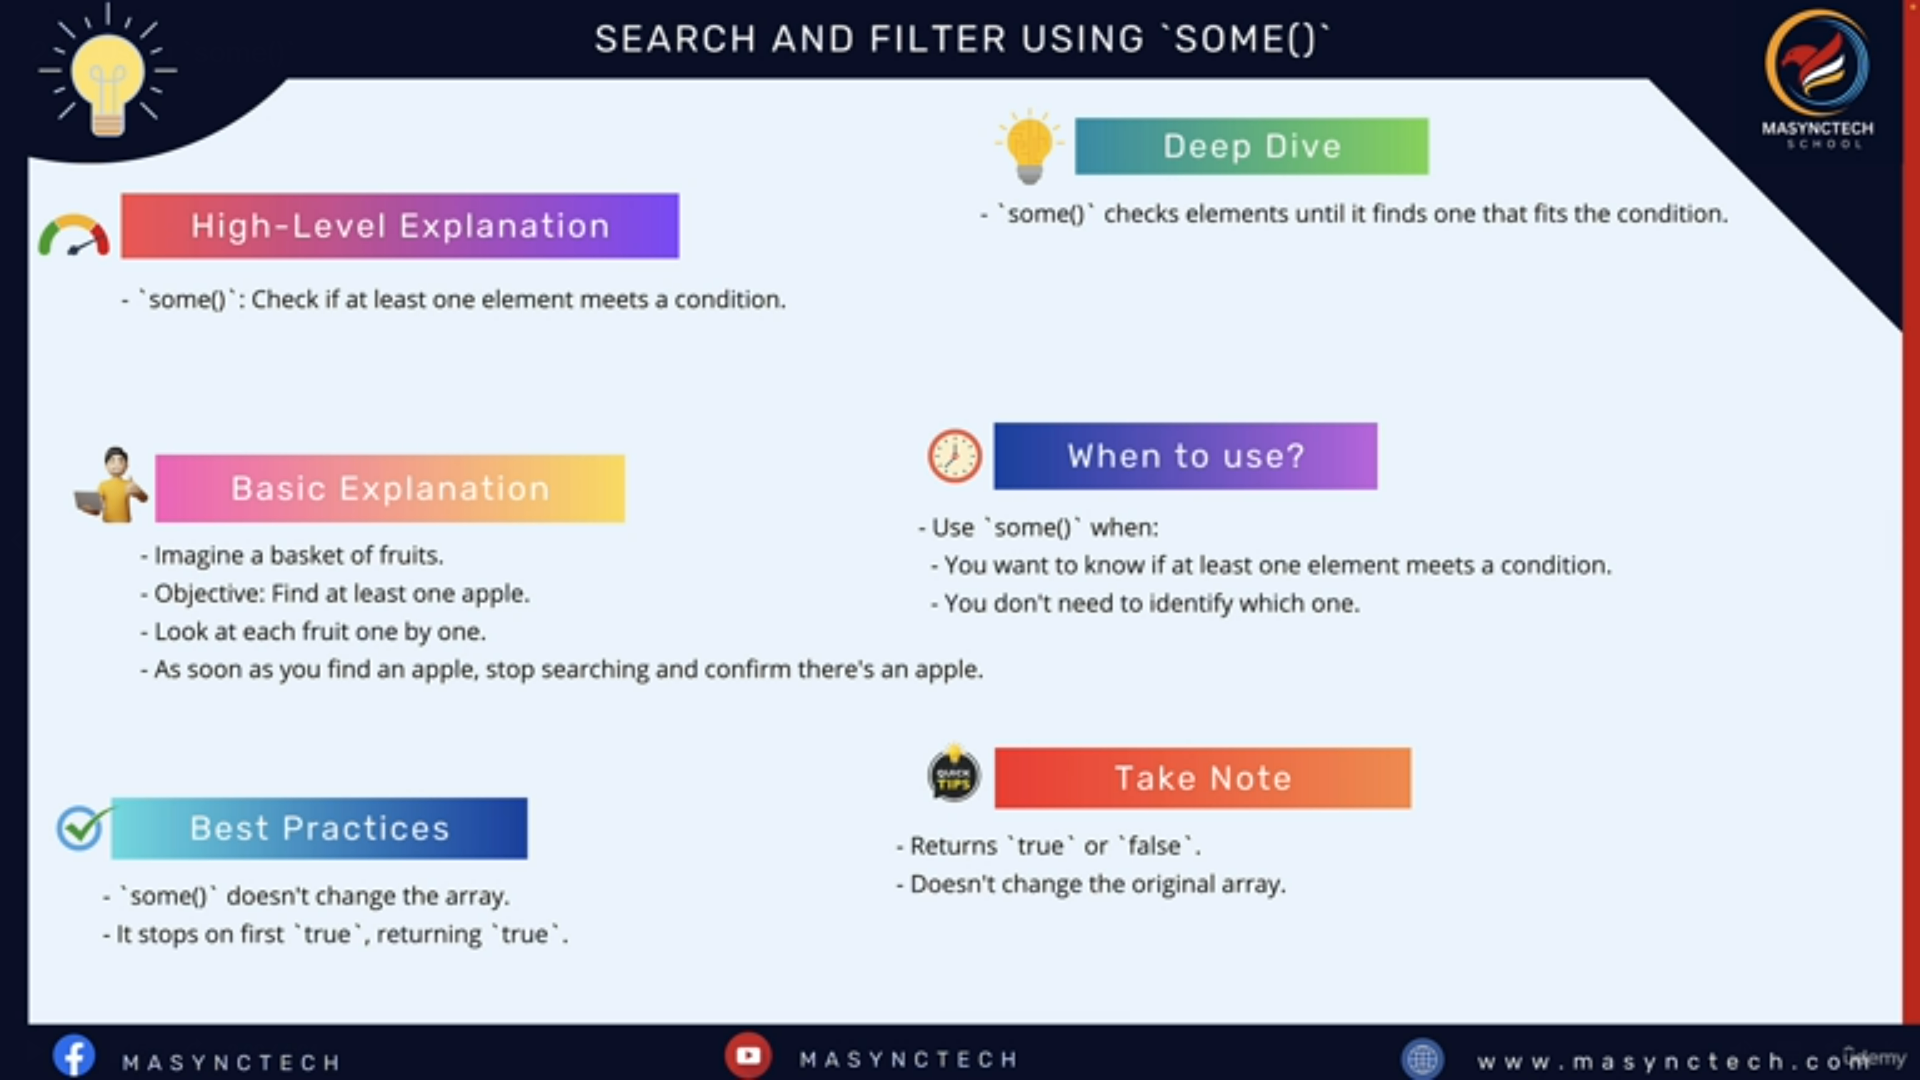 SEARCH AND FILTER USING `SOME()`
MASYNCTECH
SCHOOL
High-Level Explanation
- `some()`: Check if at least one element meets a condition.
Deep Dive
- `some()` checks elements until it finds one that fits the condition.
Basic Explanation
- Imagine a basket of fruits.
- Objective: Find at least one apple.
- Look at each fruit one by one.
- As soon as you find an apple, stop searching and confirm there's an apple.
When to use?
- Use `some()` when:
- You want to know if at least one element meets a condition.
- You don't need to identify which one.
Best Practices
- `some()` doesn't change the array.
- It stops on first `true`, returning `true`.
QUICK
TIPS
Take Note
- Returns `true` or `false`.
- Doesn't change the original array.
MASYNCTECH
MASYNCTECH
www.masynctech.com
Udemy